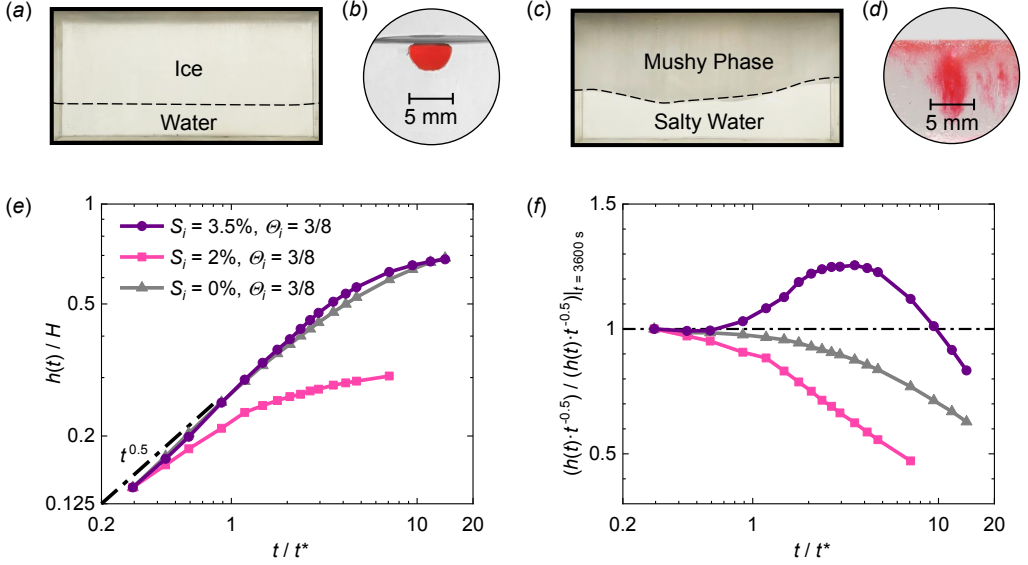 (a)
Ice
Water
(b)
5 mm
(c)
Mushy Phase
Salty Water
(d)
5 mm
(e)
h(t) / H
1
0.5
0.2
0.125
S_i = 3.5%, Θ_i = 3/8
S_i = 2%, Θ_i = 3/8
S_i = 0%, Θ_i = 3/8
t^0.5
0.2
1
10
20
t / t*
(f)
(h(t)·t^-0.5) / (h(t)·t^-0.5)|_t = 3600 s
1.5
1
0.5
0.2
1
10
20
t / t*